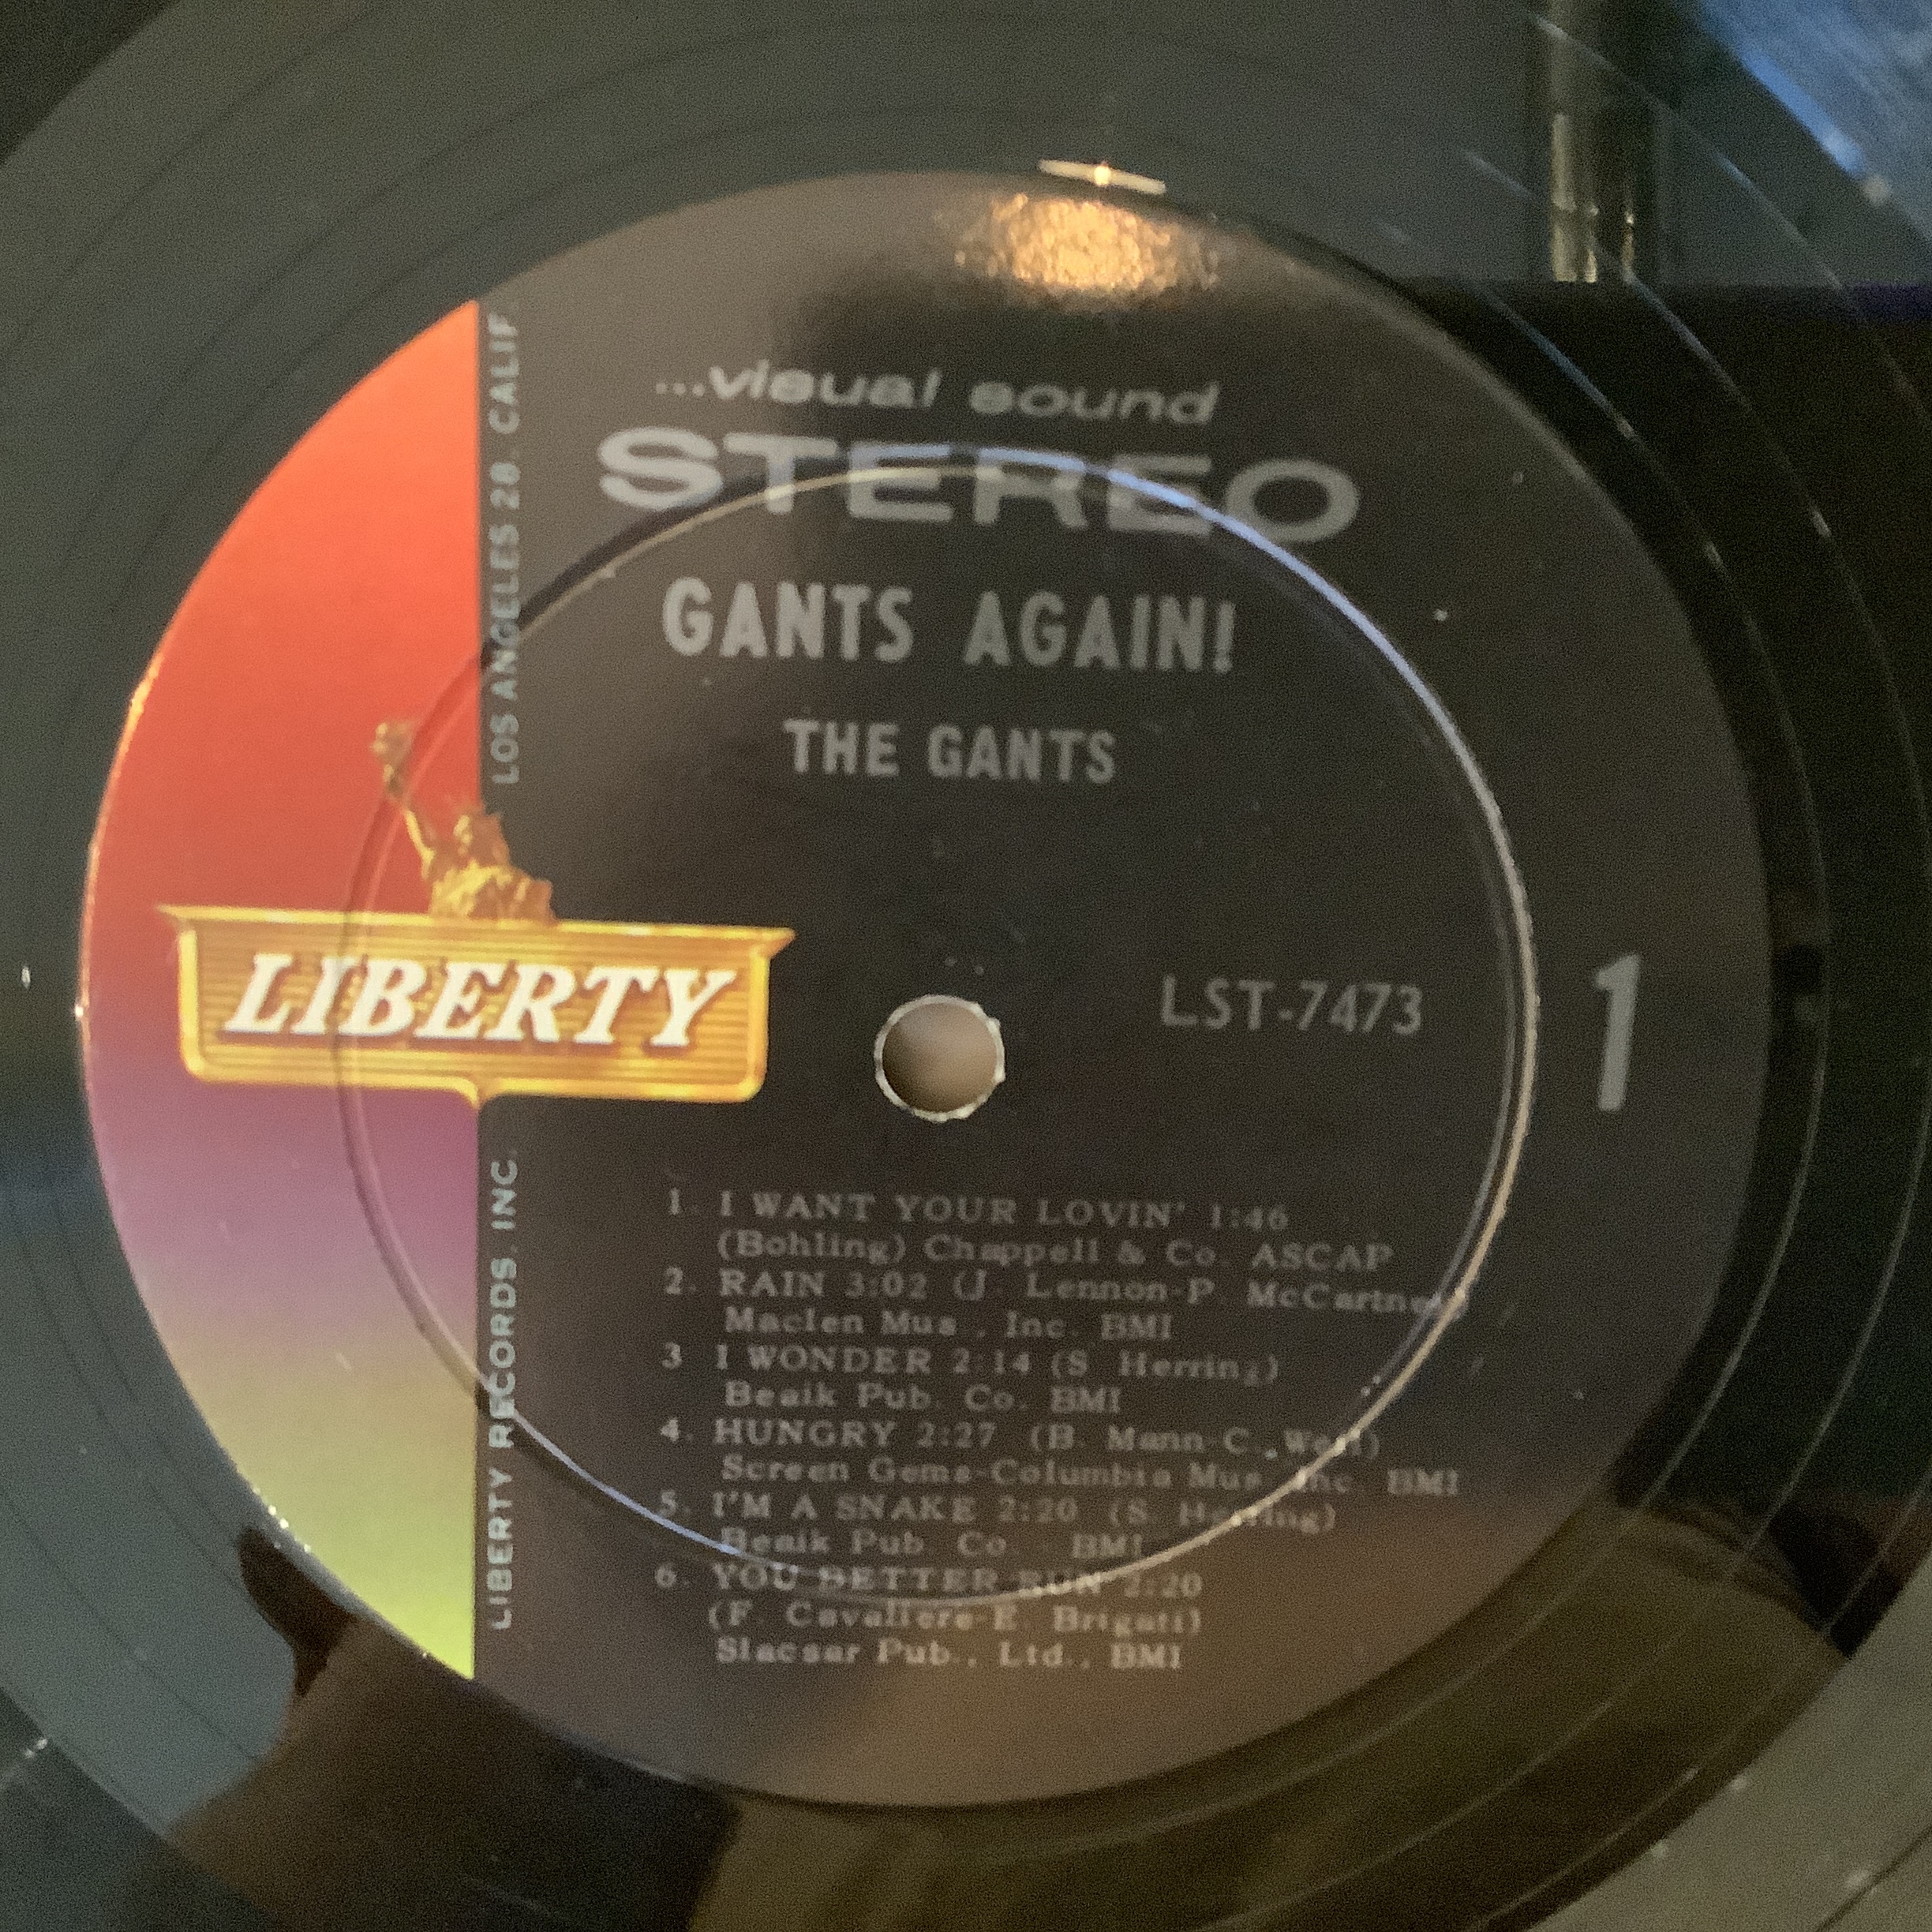 ...visual sound
STEREO
GANTS AGAIN!
THE GANTS
LIBERTY
LST-7473
1
LIBERTY RECORDS, INC.
LOS ANGELES 28, CALIF.
1. I WANT YOUR LOVIN' 1:46
(Bohling) Chappell & Co. ASCAP
2. RAIN 3:02 (J. Lennon-P. McCartney)
Maclen Mus., Inc. BMI
3 I WONDER 2:14 (S. Herring)
Beaik Pub. Co. BMI
4. HUNGRY 2:27 (B. Mann-C. Weil)
Screen Gems-Columbia Mus. Inc. BMI
5. I'M A SNAKE 2:20 (S. Herring)
Beaik Pub. Co. BMI
6. YOU BETTER RUN 2:20
(F. Cavaliere-E. Brigati)
Slacsar Pub., Ltd., BMI